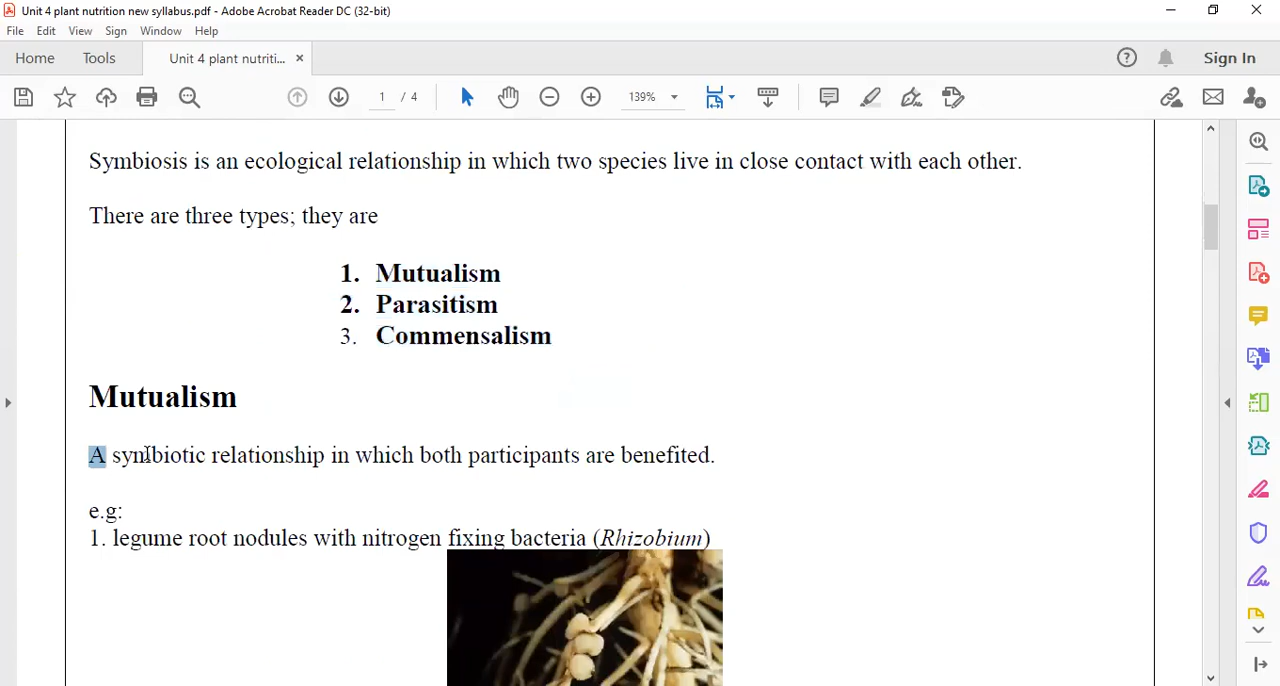 Unit 4 plant nutrition new syllabus.pdf - Adobe Acrobat Reader DC (32-bit)
File Edit View Sign Window Help
Home Tools Unit 4 plant nutriti... × Sign In
1 / 4 139%
Symbiosis is an ecological relationship in which two species live in close contact with each other.
There are three types; they are
1. Mutualism
2. Parasitism
3. Commensalism
Mutualism
A symbiotic relationship in which both participants are benefited.
e.g:
1. legume root nodules with nitrogen fixing bacteria (Rhizobium)